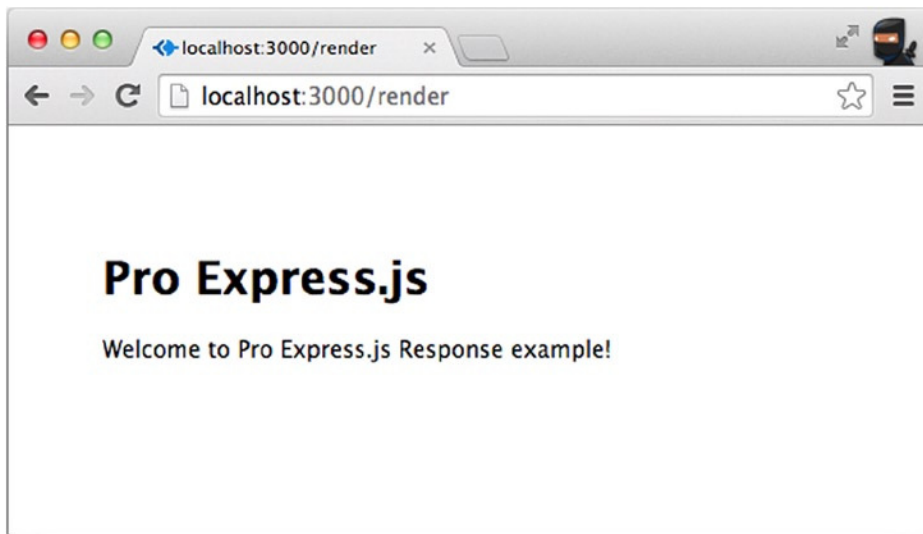 localhost:3000/render
localhost:3000/render
Pro Express.js
Welcome to Pro Express.js Response example!